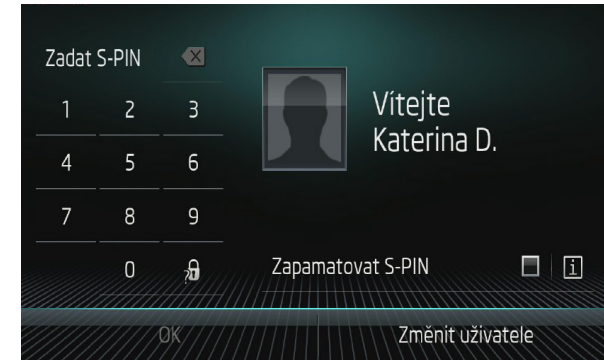 Zadat S-PIN
1 2 3
4 5 6
7 8 9
0 ?
Vítejte
Katerina D.
Zapamatovat S-PIN i
OK Změnit uživatele